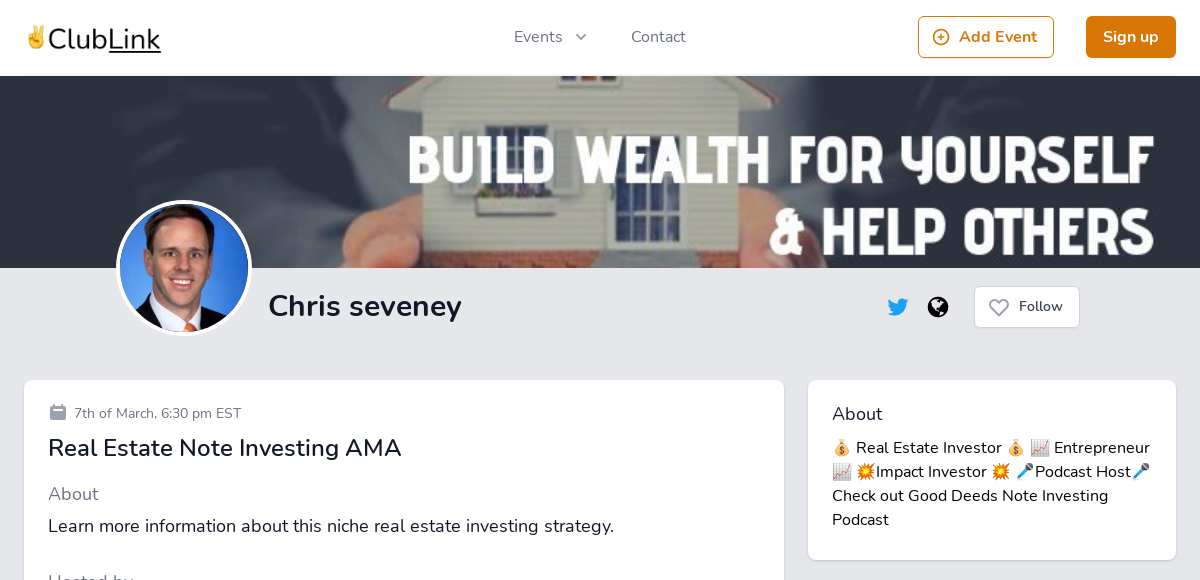 ✌️ClubLink
Events
Contact
Add Event
Sign up
BUILD WEALTH FOR YOURSELF
& HELP OTHERS
Chris seveney
Follow
7th of March, 6:30 pm EST
Real Estate Note Investing AMA
About
Learn more information about this niche real estate investing strategy.
Hosted by
About
💰 Real Estate Investor 💰 📈 Entrepreneur
📈 💥Impact Investor 💥 🎤Podcast Host🎤
Check out Good Deeds Note Investing
Podcast